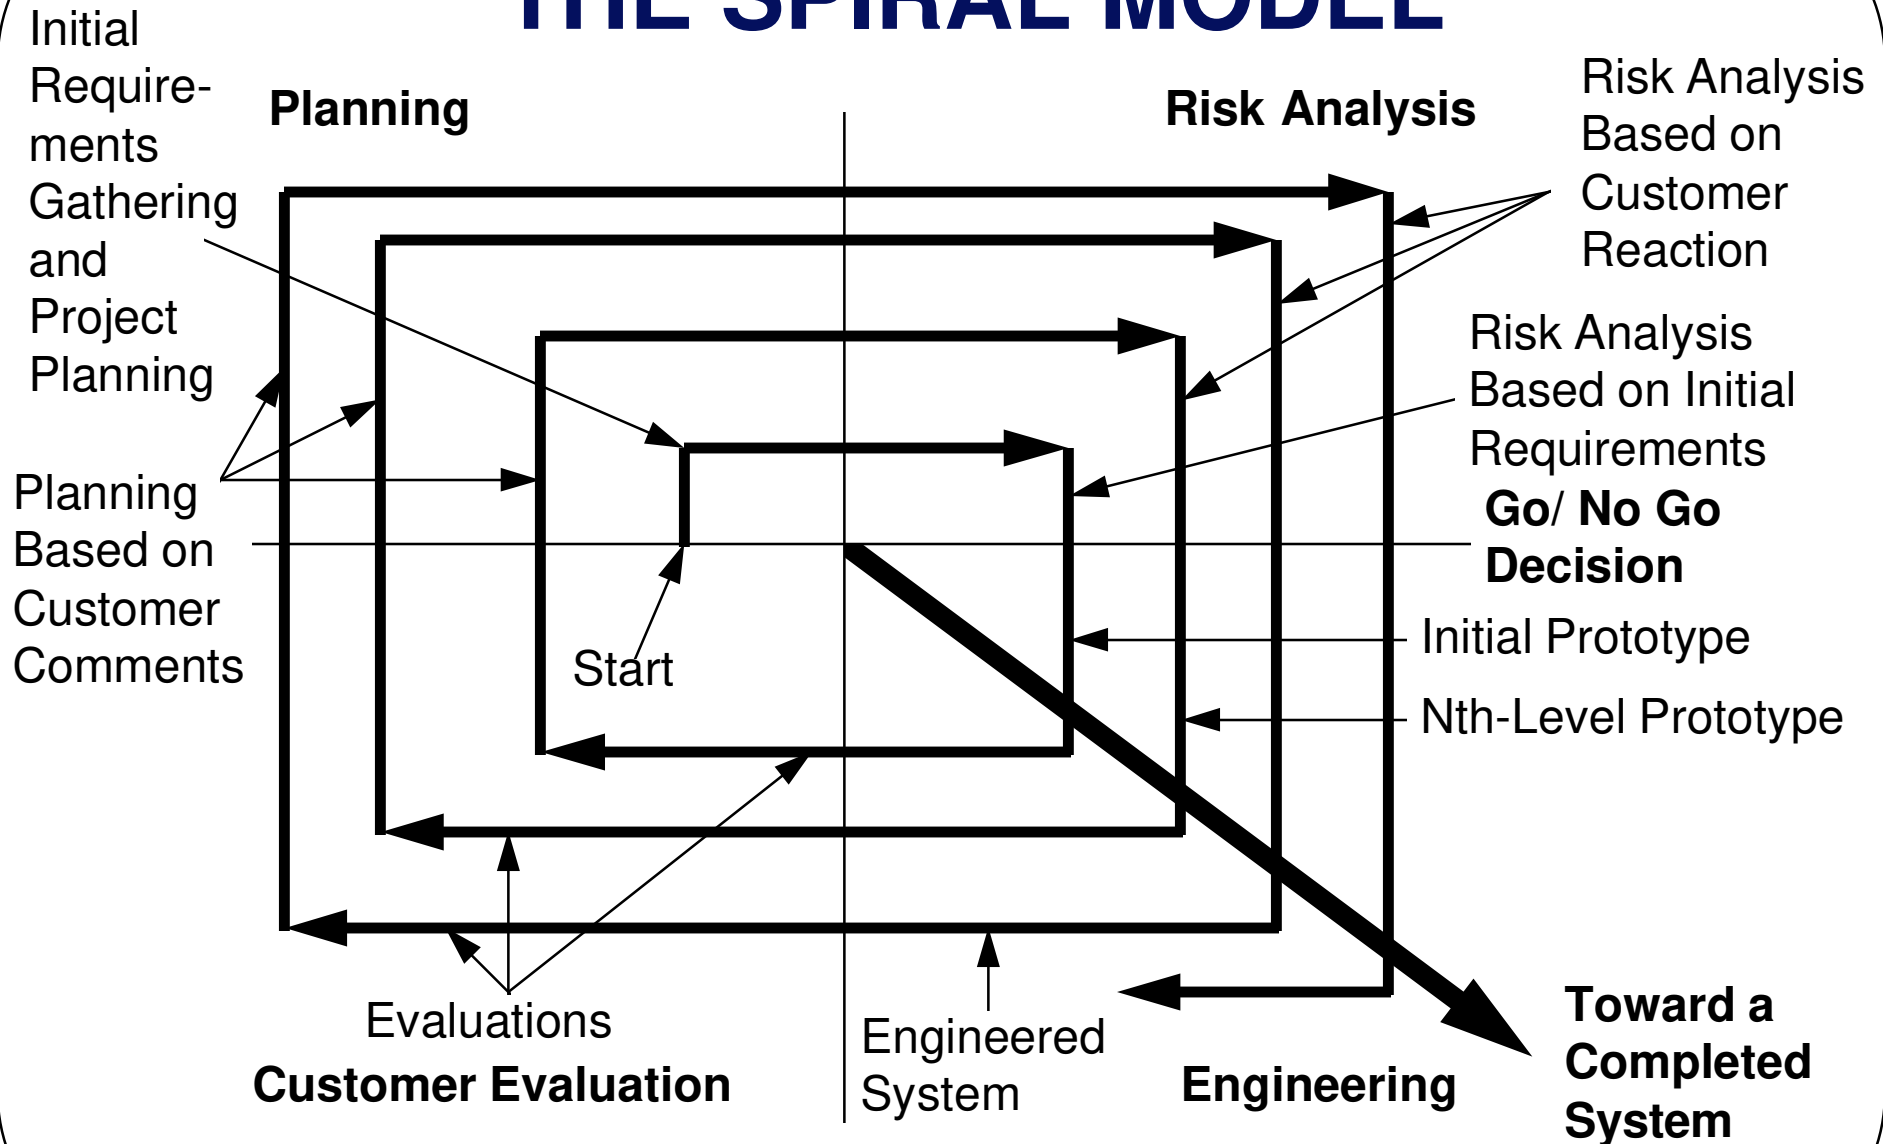 THE SPIRAL MODEL
Initial
Require-
ments
Gathering
and
Project
Planning
Planning
Risk Analysis
Risk Analysis
Based on
Customer
Reaction
Risk Analysis
Based on Initial
Requirements
Go/ No Go
Decision
Planning
Based on
Customer
Comments
Start
Initial Prototype
Nth-Level Prototype
Evaluations
Customer Evaluation
Engineered
System
Engineering
Toward a
Completed
System